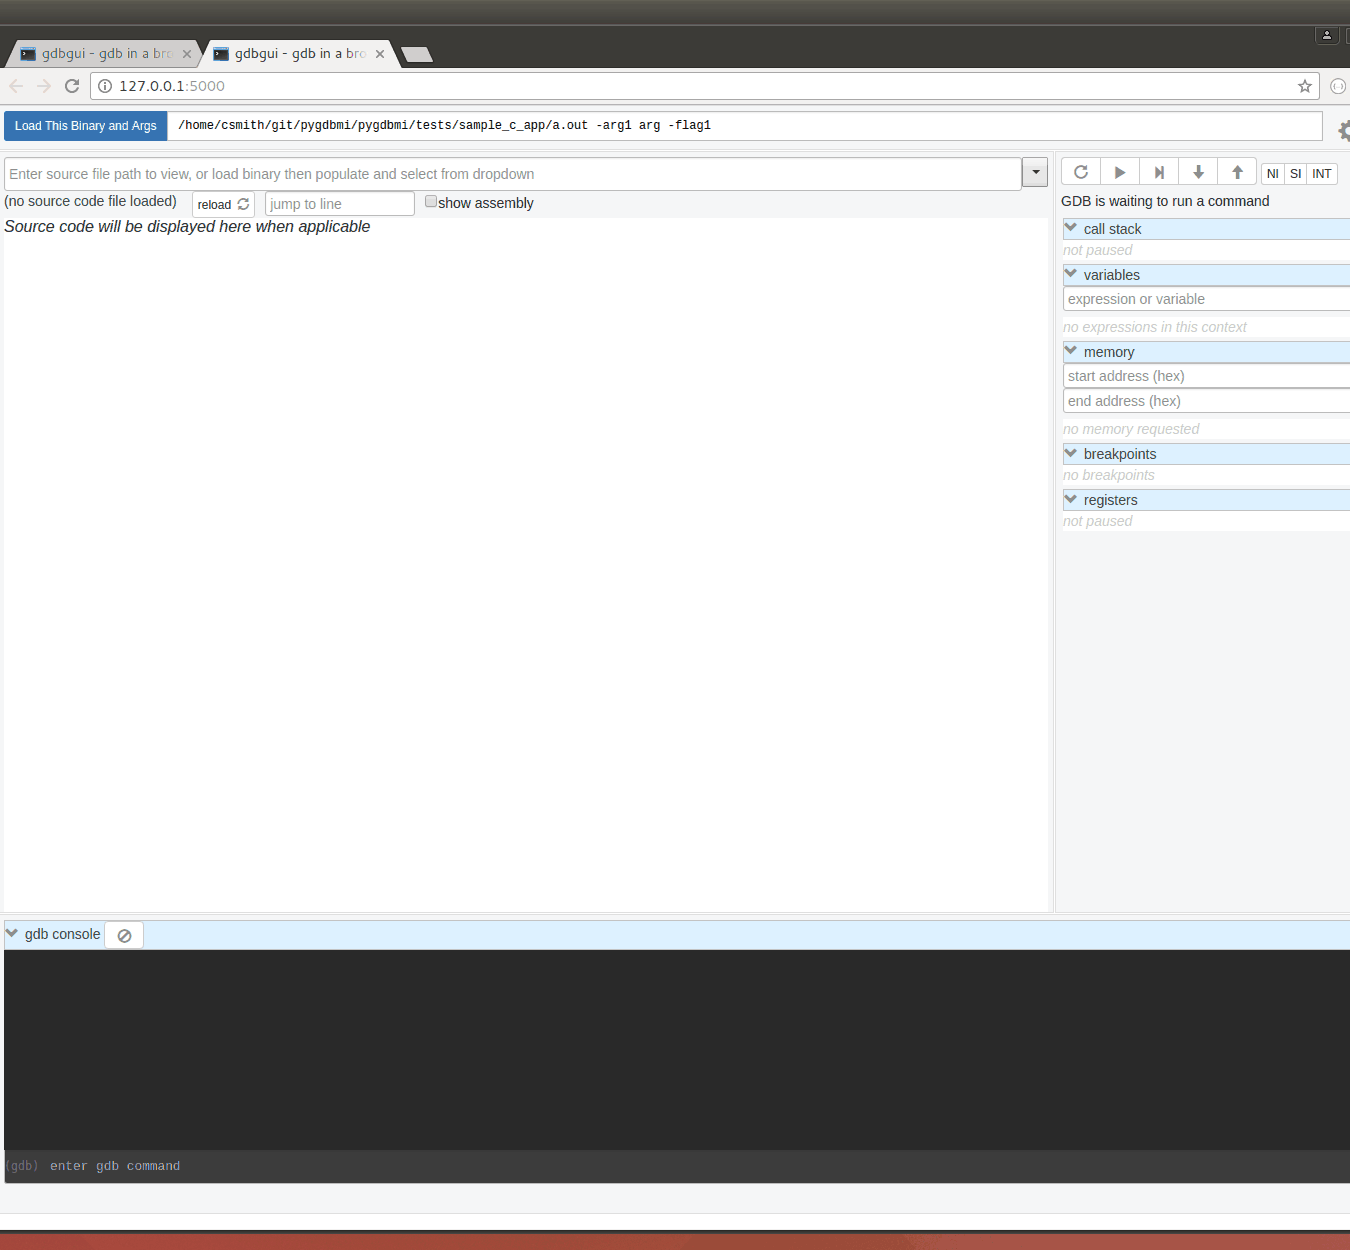 gdbgui - gdb in a bro
gdbgui - gdb in a bro
127.0.0.1:5000
Load This Binary and Args /home/csmith/git/pygdbmi/pygdbmi/tests/sample_c_app/a.out -arg1 arg -flag1
Enter source file path to view, or load binary then populate and select from dropdown
(no source code file loaded) reload jump to line show assembly
Source code will be displayed here when applicable
NI SI INT
GDB is waiting to run a command
call stack
not paused
variables
expression or variable
no expressions in this context
memory
start address (hex)
end address (hex)
no memory requested
breakpoints
no breakpoints
registers
not paused
gdb console
(gdb) enter gdb command